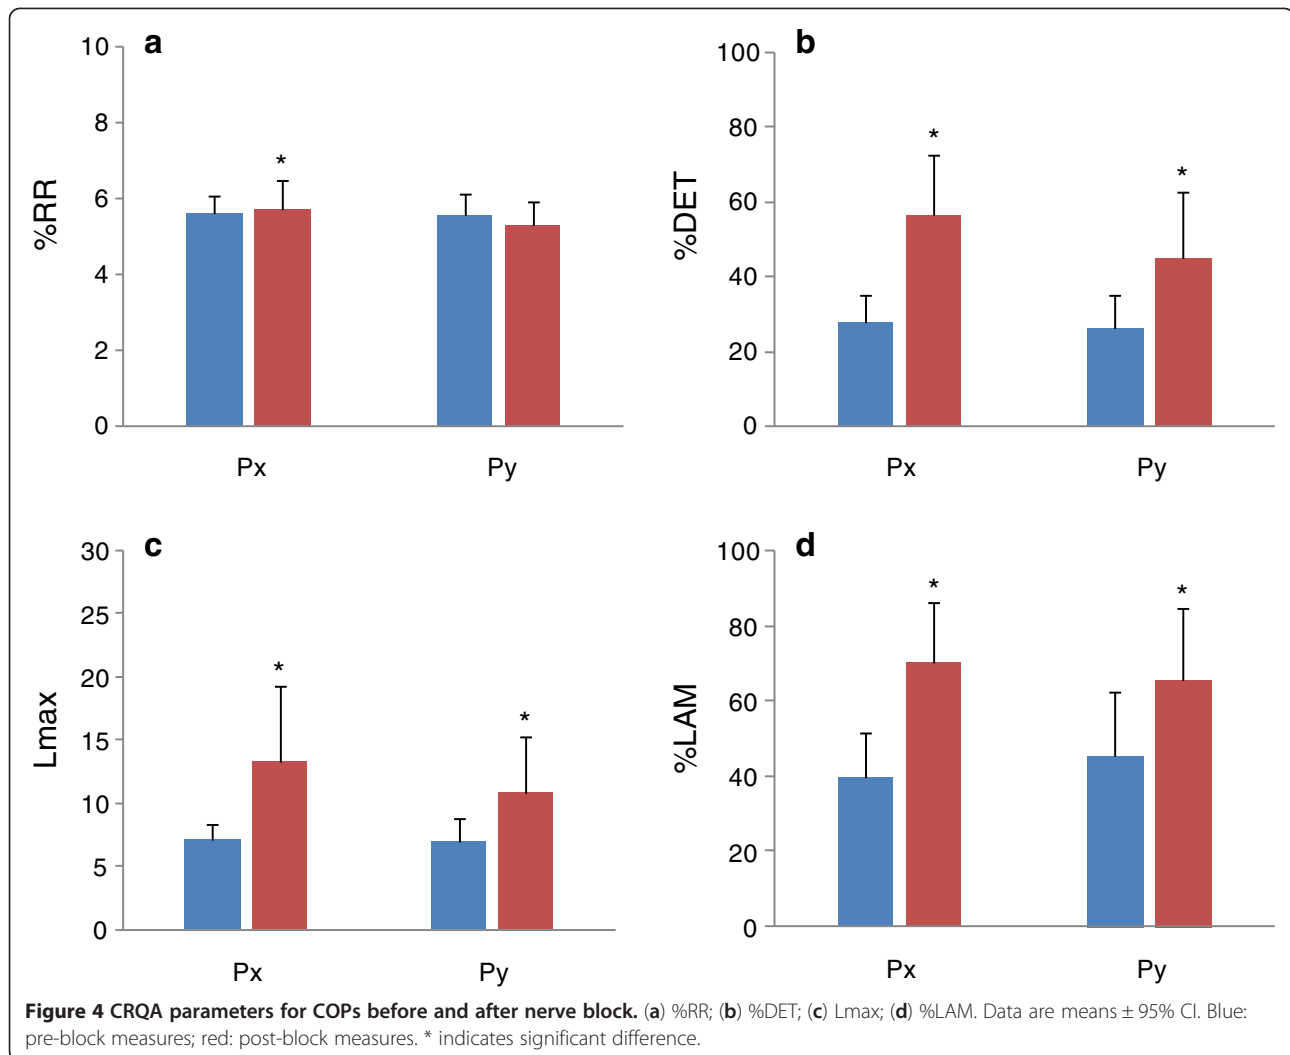 a
10
8
6
4
2
0
%RR
*
Px
Py
b
100
80
60
40
20
0
%DET
*
*
Px
Py
c
30
25
20
15
10
5
0
Lmax
*
*
Px
Py
d
100
80
60
40
20
0
%LAM
*
*
Px
Py
Figure 4 CRQA parameters for COPs before and after nerve block. (a) %RR; (b) %DET; (c) Lmax; (d) %LAM. Data are means ± 95% CI. Blue:
pre-block measures; red: post-block measures. * indicates significant difference.